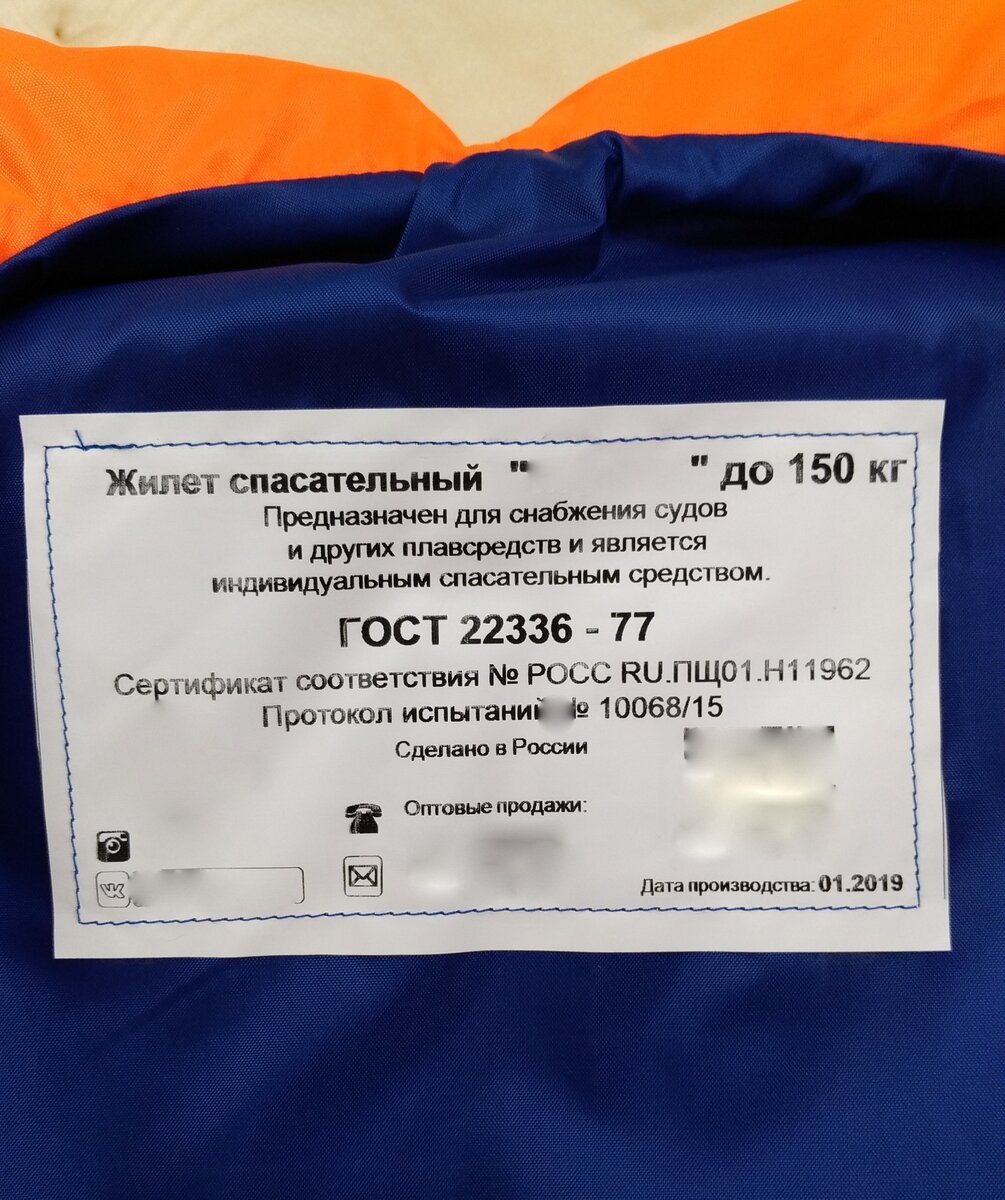 Жилет спасательный " " до 150 кг
Предназначен для снабжения судов
и других плавсредств и является
индивидуальным спасательным средством.
ГОСТ 22336 - 77
Сертификат соответствия № РОСС RU.ПЩ01.Н11962
Протокол испытаний № 10068/15
Сделано в России
Оптовые продажи:
Дата производства: 01.2019